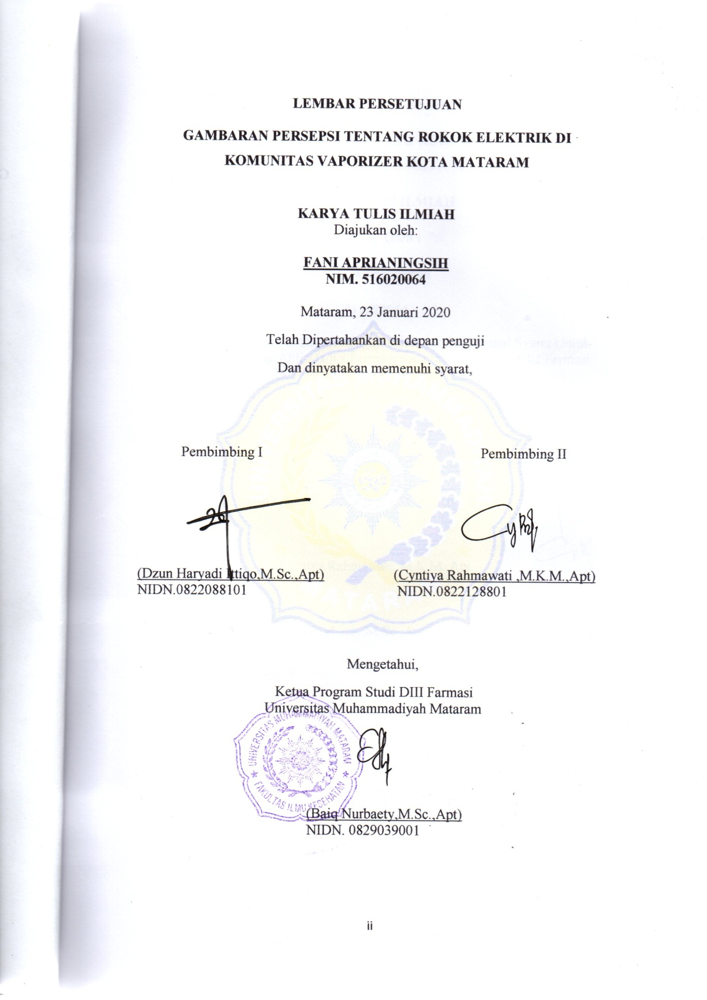 LEMBAR PERSETUJUAN
GAMBARAN PERSEPSI TENTANG ROKOK ELEKTRIK DI
KOMUNITAS VAPORIZER KOTA MATARAM
KARYA TULIS ILMIAH
Diajukan oleh:
FANI APRIANINGSIH
NIM. 516020064
Mataram, 23 Januari 2020
Telah Dipertahankan di depan penguji
Dan dinyatakan memenuhi syarat,
Pembimbing I
Pembimbing II
(Dzun Haryadi Ittiqo,M.Sc.,Apt)
NIDN.0822088101
(Cyntiya Rahmawati ,M.K.M.,Apt)
NIDN.0822128801
Mengetahui,
Ketua Program Studi DIII Farmasi
Universitas Muhammadiyah Mataram
UNIVERSITAS MUHAMMADIYAH MATARAM
FAKULTAS ILMU KESEHATAN
(Baiq Nurbaety,M.Sc.,Apt)
NIDN. 0829039001
ii